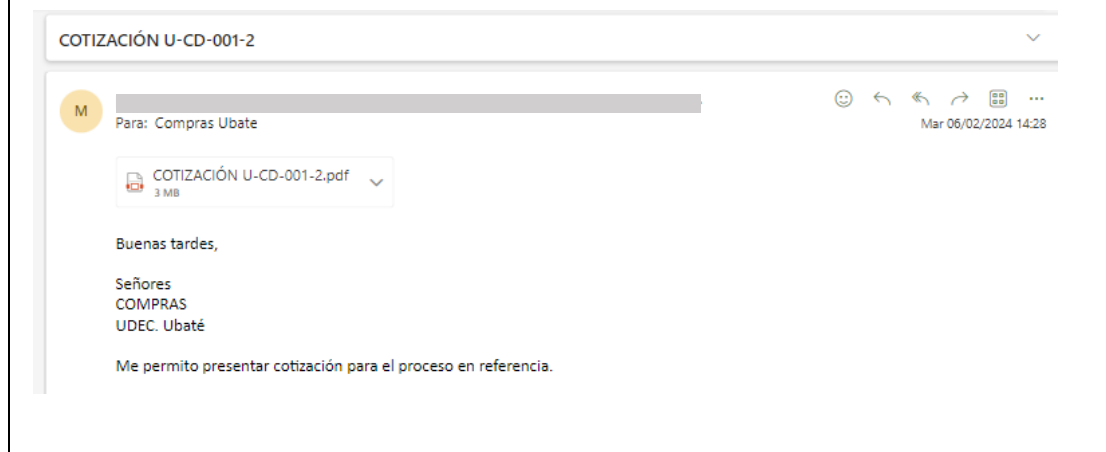 COTIZACIÓN U-CD-001-2
M
Para: Compras Ubate
Mar 06/02/2024 14:28
COTIZACIÓN U-CD-001-2.pdf
3 MB
Buenas tardes,
Señores
COMPRAS
UDEC. Ubaté
Me permito presentar cotización para el proceso en referencia.